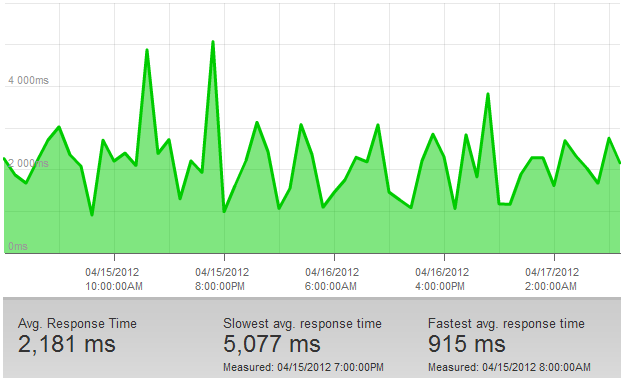 4 000ms
2 000ms
0ms
04/15/2012 04/15/2012 04/16/2012 04/16/2012 04/17/2012
10:00:00AM 8:00:00PM 6:00:00AM 4:00:00PM 2:00:00AM
Avg. Response Time Slowest avg. response time Fastest avg. response time
2,181 ms 5,077 ms 915 ms
Measured: 04/15/2012 7:00:00PM Measured: 04/15/2012 8:00:00AM